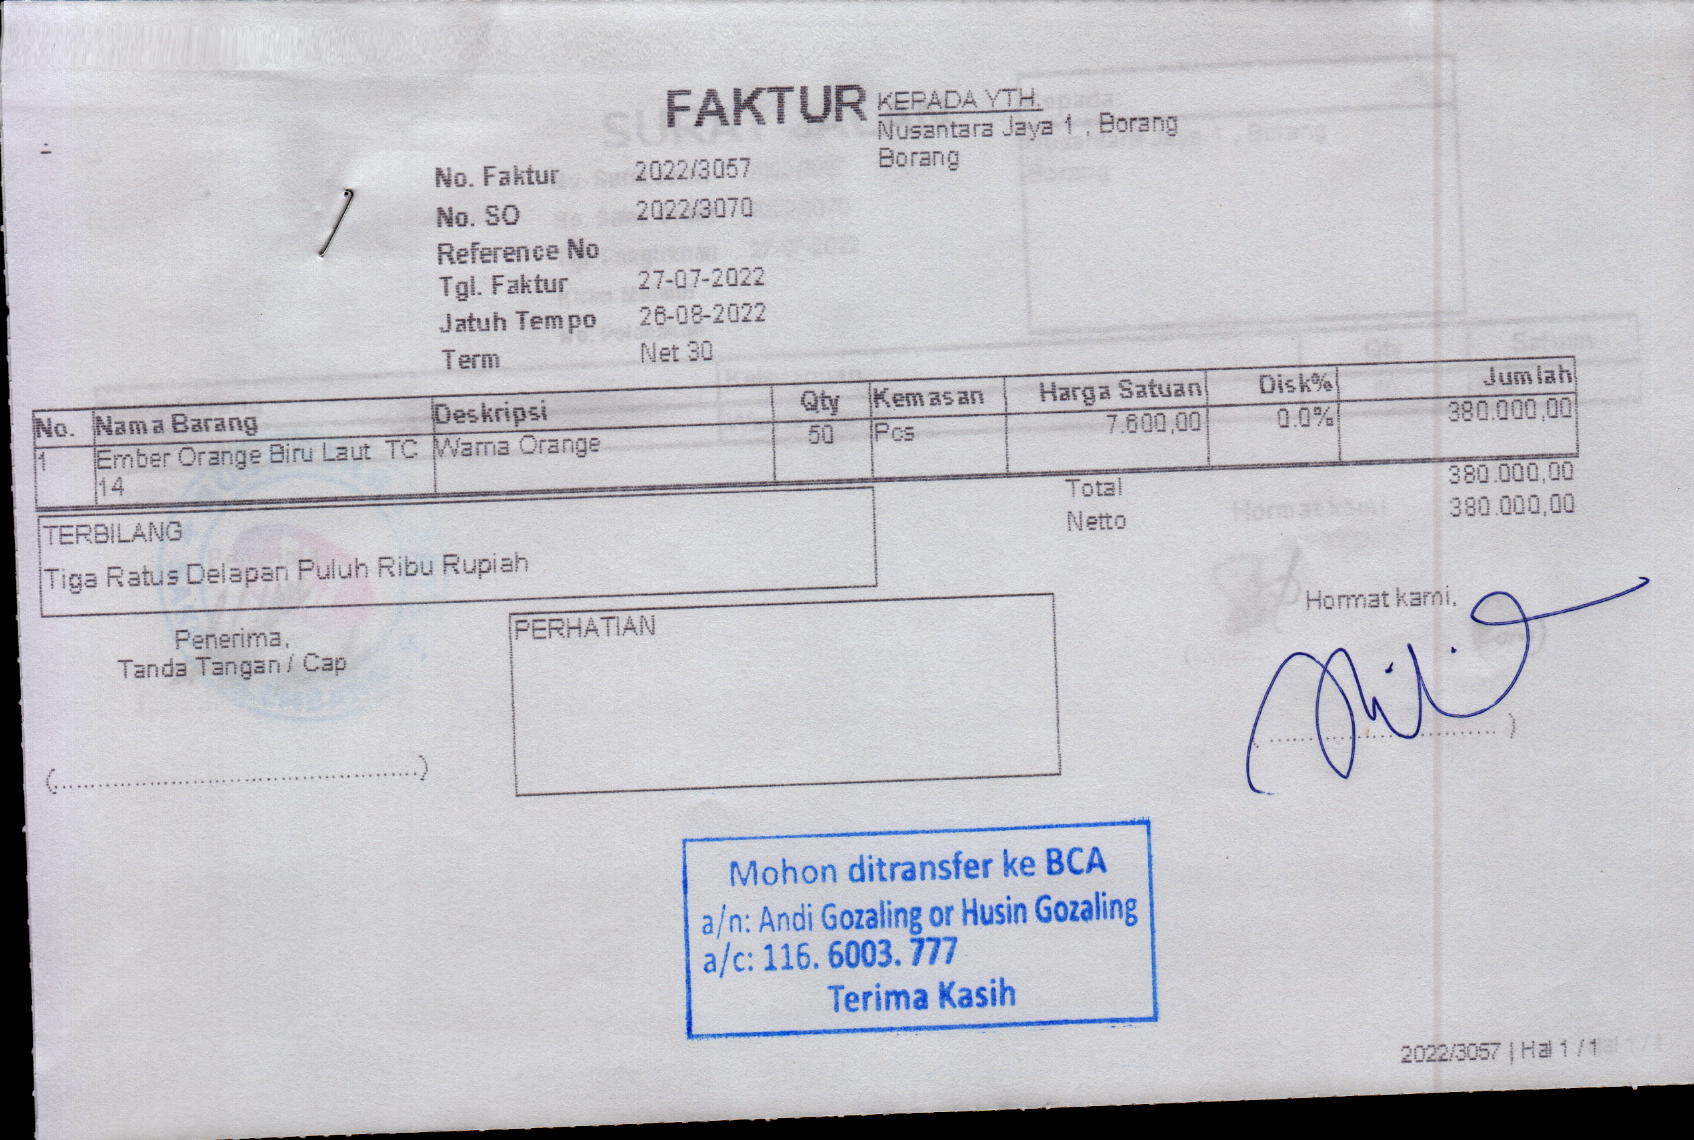 FAKTUR
KEPADA YTH.
Nusantara Jaya 1 , Borang
Borang
No. Faktur 2022/3057
No. SO 2022/3070
Reference No
Tgl. Faktur 27-07-2022
Jatuh Tempo 26-08-2022
Term Net 30
No. Nama Barang Deskripsi Qty Kemasan Harga Satuan Disk% Jumlah
1 Ember Orange Biru Laut TC Warna Orange 50 Pcs 7.600,00 0.0% 380.000,00
14
Total 380.000,00
Netto 380.000,00
TERBILANG
Tiga Ratus Delapan Puluh Ribu Rupiah
Penerima,
Tanda Tangan / Cap
(............................................)
PERHATIAN
Hormat kami,
Mohon ditransfer ke BCA
a/n: Andi Gozaling or Husin Gozaling
a/c: 116. 6003. 777
Terima Kasih
2022/3057 | Hal 1 / 1